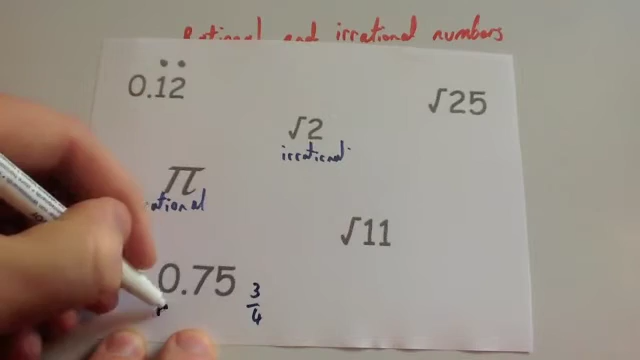 Rational and irrational numbers
0.1̇2̇
√25
√2
irrational
π
√11
0.75
3/4